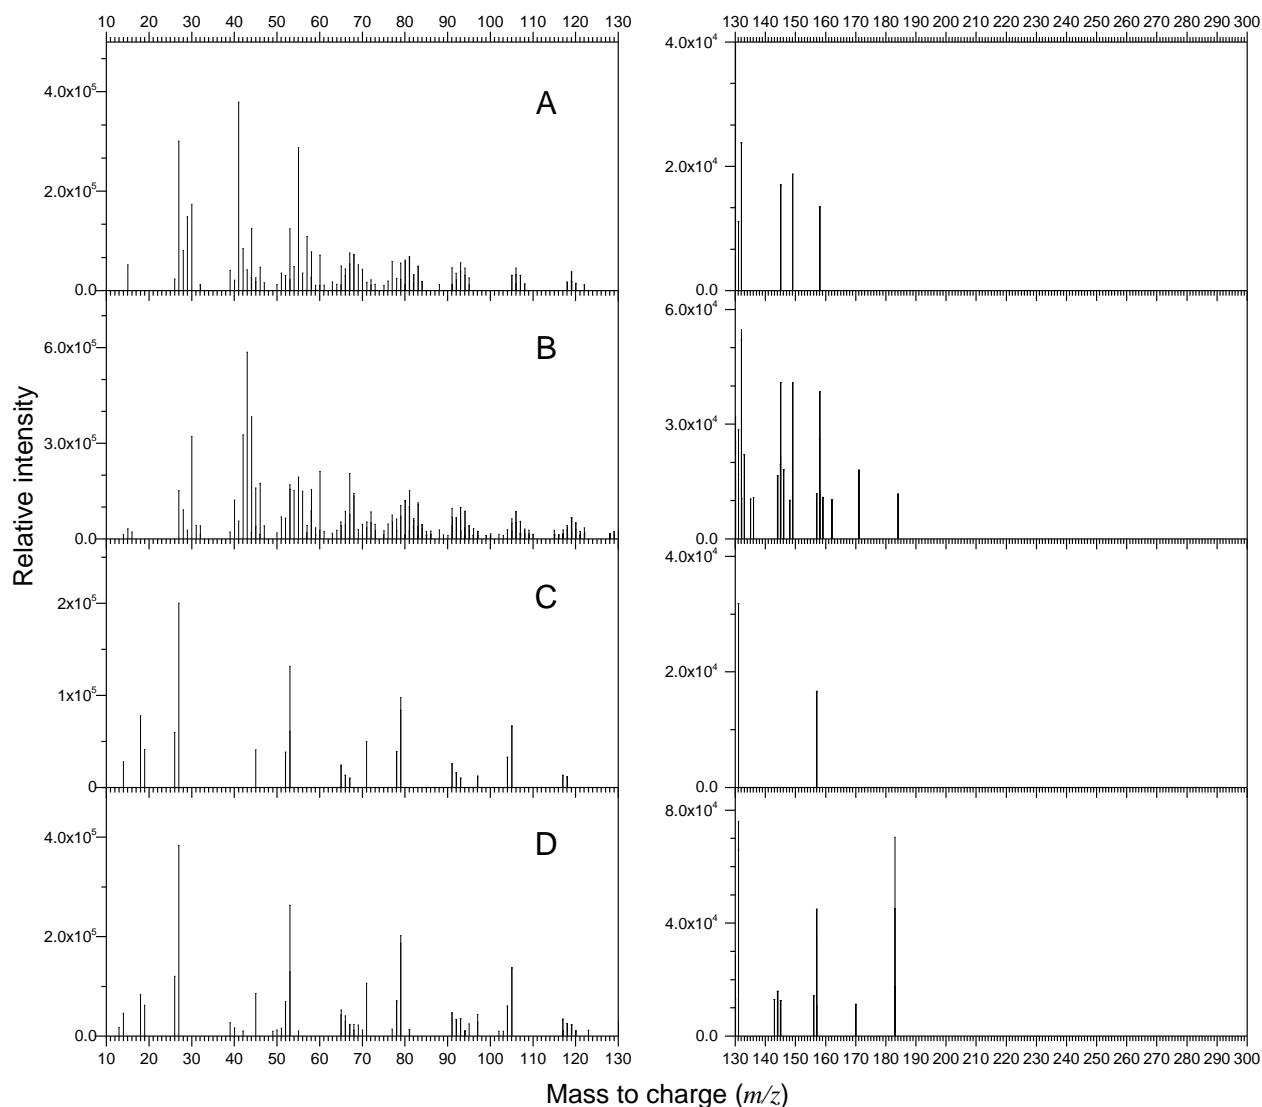 10 20 30 40 50 60 70 80 90 100 110 120 130
130 140 150 160 170 180 190 200 210 220 230 240 250 260 270 280 290 300
4.0x10⁵
2.0x10⁵
0.0
A
4.0x10⁴
2.0x10⁴
0.0
6.0x10⁵
3.0x10⁵
0.0
B
6.0x10⁴
3.0x10⁴
0.0
Relative intensity
2x10⁵
1x10⁵
0
C
4.0x10⁴
2.0x10⁴
0.0
4.0x10⁵
2.0x10⁵
0.0
D
8.0x10⁴
4.0x10⁴
0.0
10 20 30 40 50 60 70 80 90 100 110 120 130
130 140 150 160 170 180 190 200 210 220 230 240 250 260 270 280 290 300
Mass to charge (m/z)